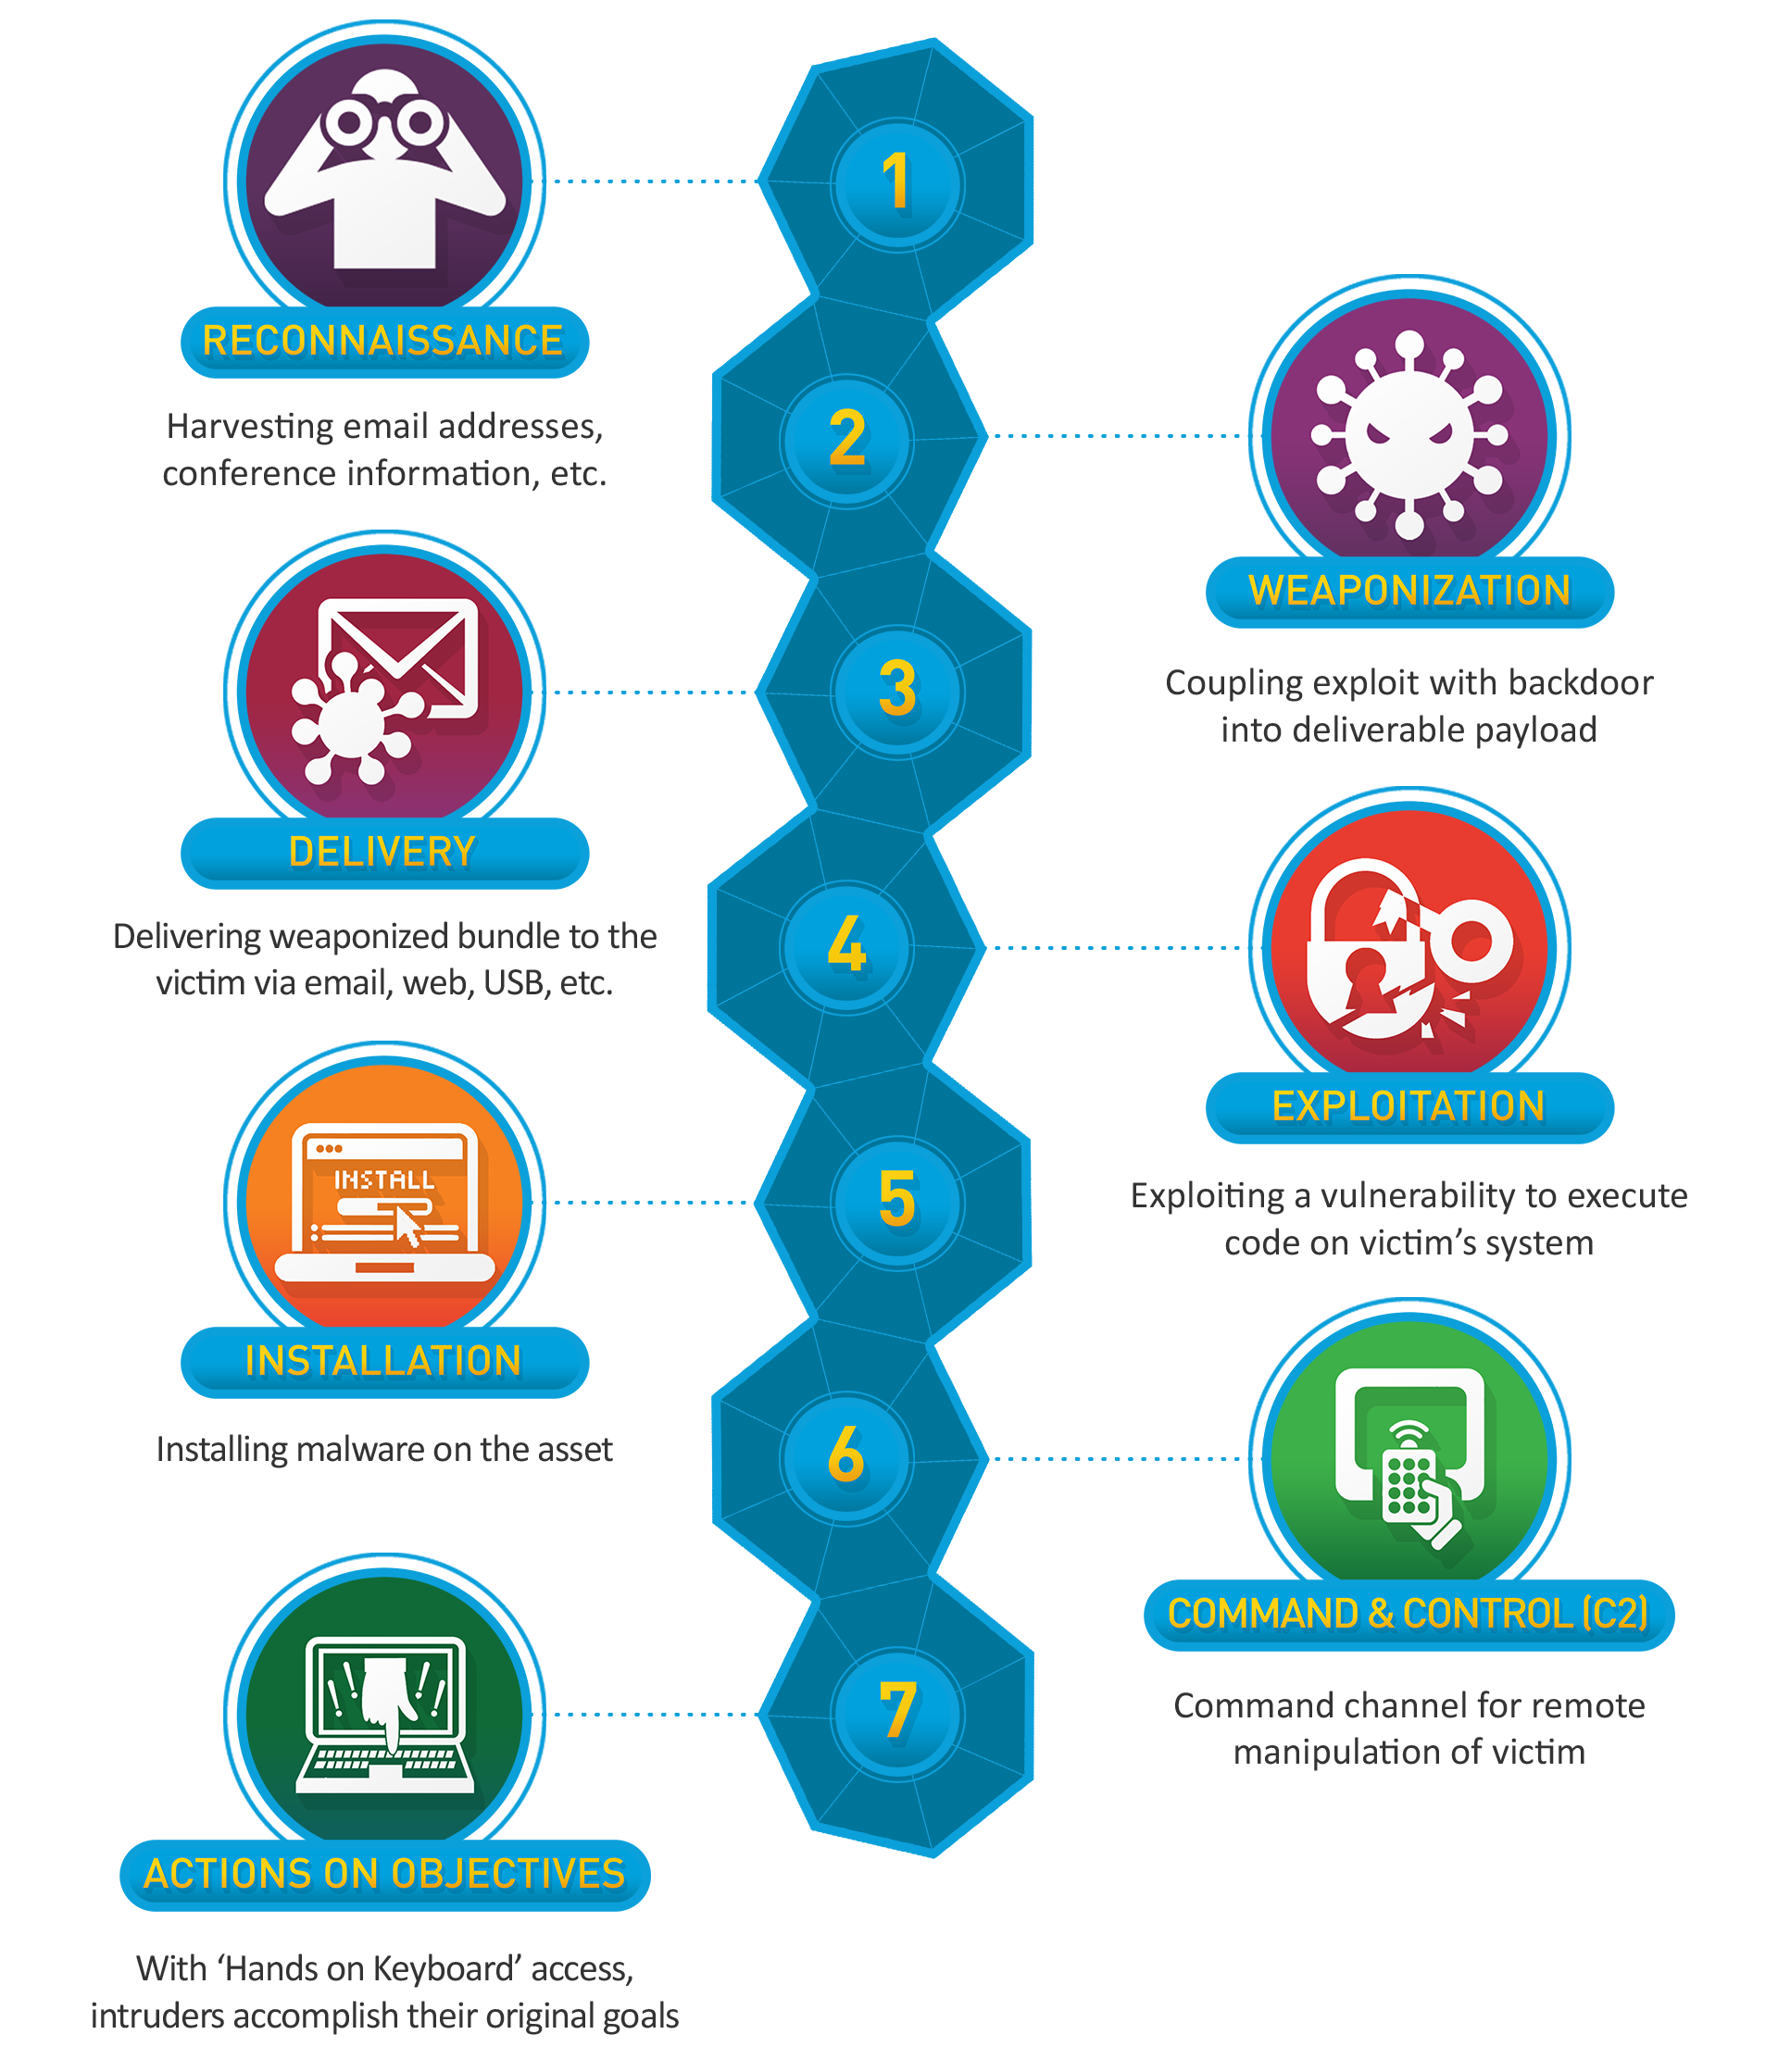 1
RECONNAISSANCE
Harvesting email addresses,
conference information, etc.
2
WEAPONIZATION
Coupling exploit with backdoor
into deliverable payload
3
DELIVERY
Delivering weaponized bundle to the
victim via email, web, USB, etc.
4
EXPLOITATION
Exploiting a vulnerability to execute
code on victim’s system
5
INSTALL
INSTALLATION
Installing malware on the asset
6
COMMAND & CONTROL (C2)
Command channel for remote
manipulation of victim
7
ACTIONS ON OBJECTIVES
With ‘Hands on Keyboard’ access,
intruders accomplish their original goals